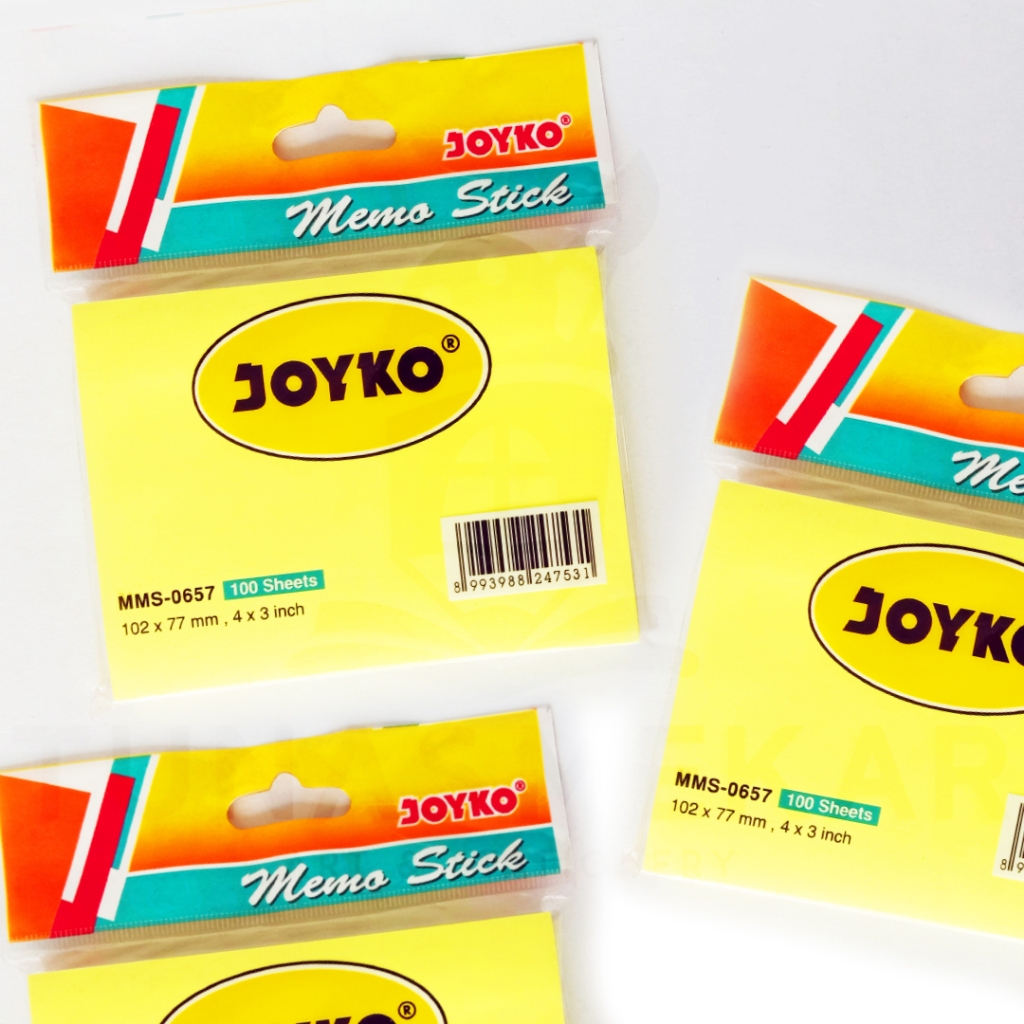 JOYKO®
Memo Stick
JOYKO®
8 993988 247531
MMS-0657 100 Sheets
102 x 77 mm , 4 x 3 inch
JOYKO
MMS-0657 100 Sheets
102 x 77 mm , 4 x 3 inch
JOYKO®
Memo Stick